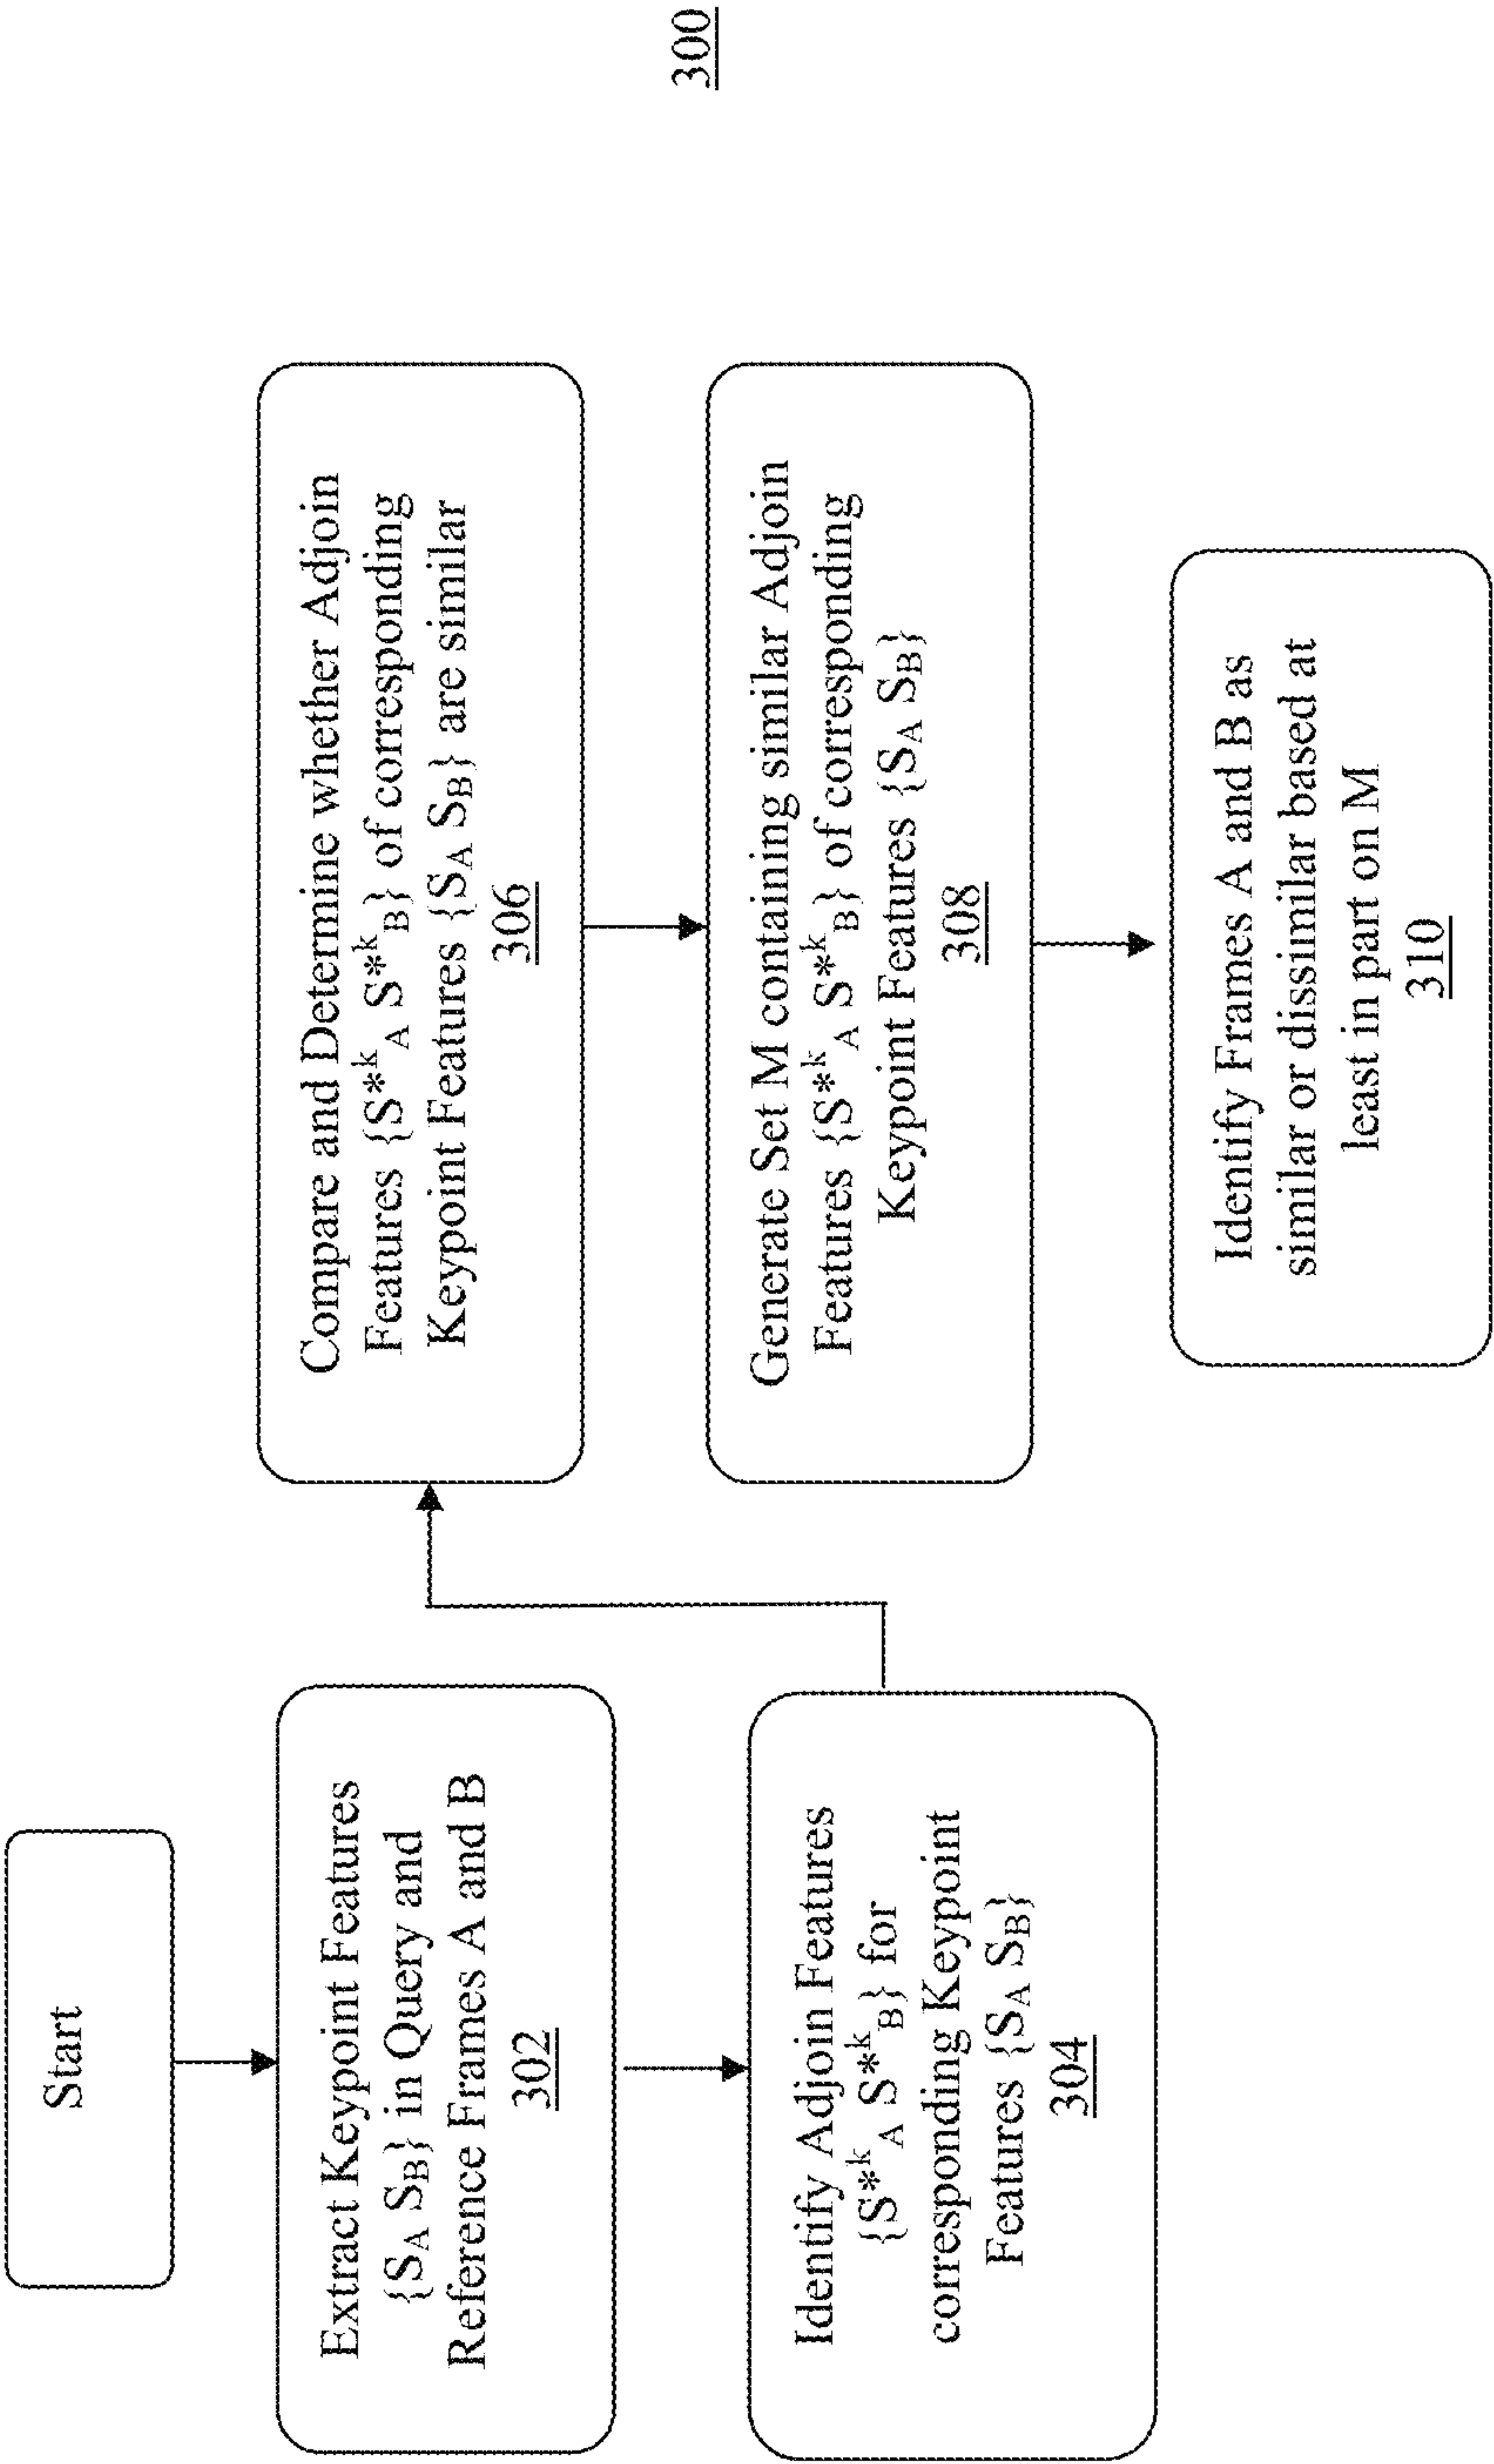 Start
Extract Keypoint Features
{S_A S_B} in Query and
Reference Frames A and B
302
Identify Adjoin Features
{S*^k_A S*^k_B} for
corresponding Keypoint
Features {S_A S_B}
304
Compare and Determine whether Adjoin
Features {S*^k_A S*^k_B} of corresponding
Keypoint Features {S_A S_B} are similar
306
Generate Set M containing similar Adjoin
Features {S*^k_A S*^k_B} of corresponding
Keypoint Features {S_A S_B}
308
Identify Frames A and B as
similar or dissimilar based at
least in part on M
310
300